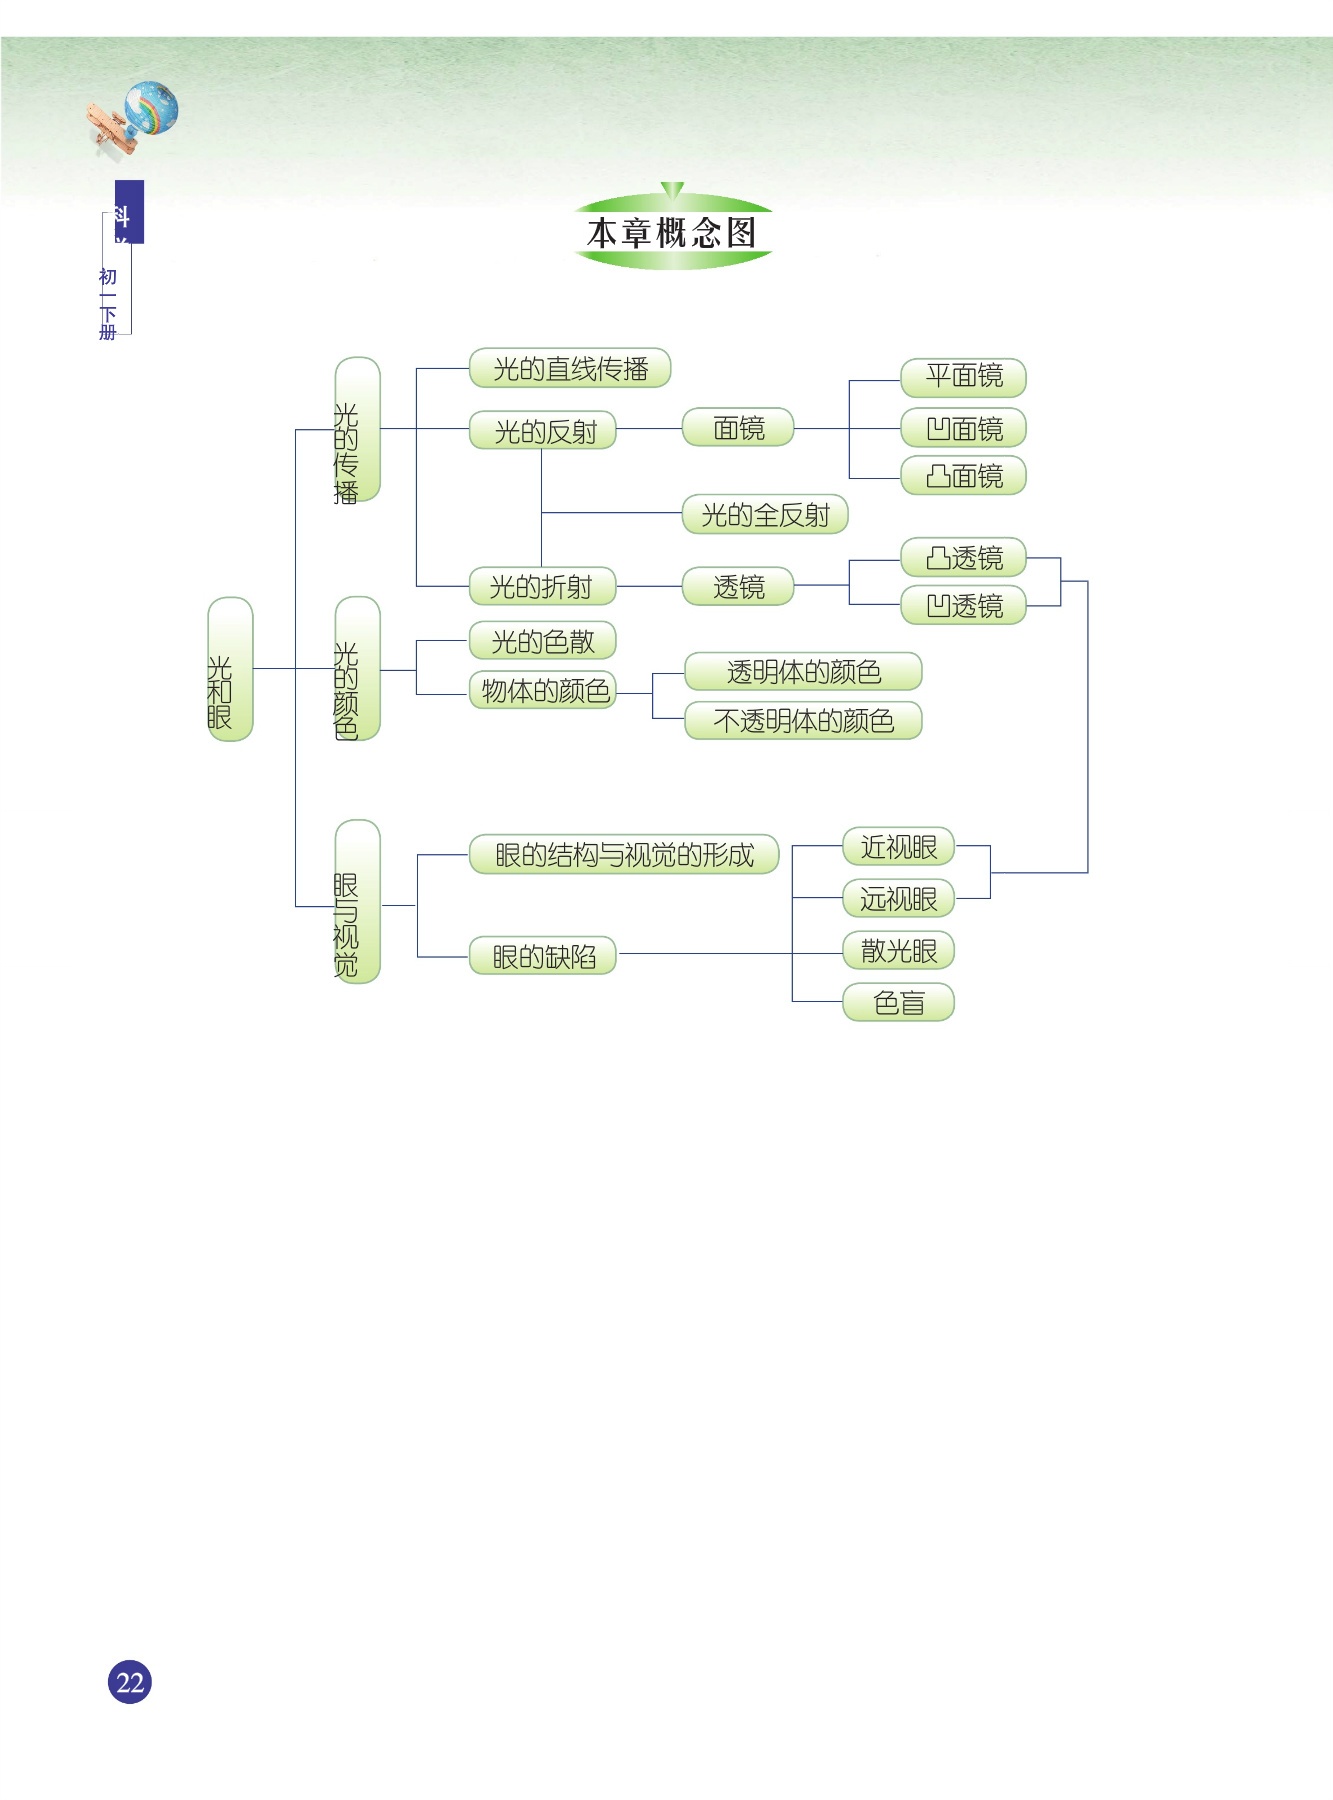 科
初一下册
本章概念图
光和眼
光的传播
光的直线传播
光的反射
面镜
平面镜
凹面镜
凸面镜
光的全反射
光的折射
透镜
凸透镜
凹透镜
光的颜色
光的色散
物体的颜色
透明体的颜色
不透明体的颜色
眼与视觉
眼的结构与视觉的形成
眼的缺陷
近视眼
远视眼
散光眼
色盲
22